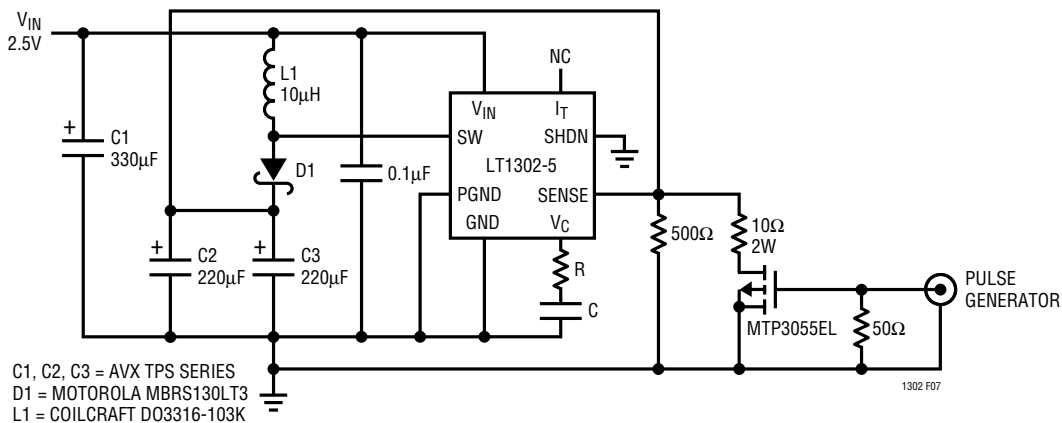 VIN
2.5V
NC
L1
10µH
VIN
IT
SW
SHDN
+
C1
330µF
D1
0.1µF
LT1302-5
PGND
SENSE
GND
VC
500Ω
10Ω
2W
+
C2
220µF
+
C3
220µF
R
C
PULSE
GENERATOR
MTP3055EL
50Ω
C1, C2, C3 = AVX TPS SERIES
D1 = MOTOROLA MBRS130LT3
L1 = COILCRAFT DO3316-103K
1302 F07